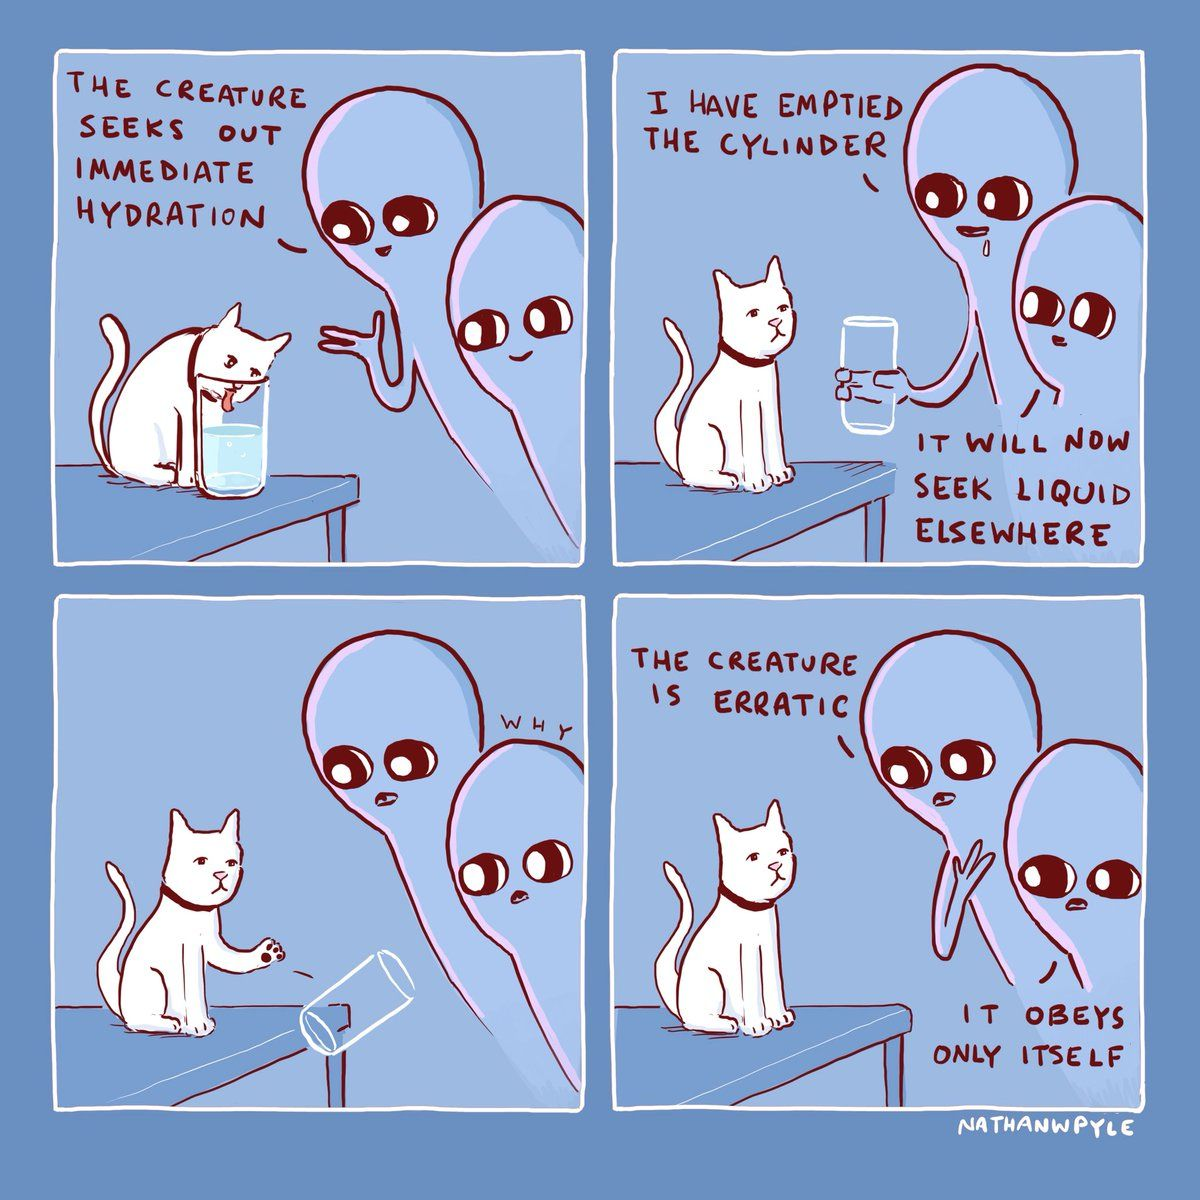 THE CREATURE
SEEKS OUT
IMMEDIATE
HYDRATION
I HAVE EMPTIED
THE CYLINDER
IT WILL NOW
SEEK LIQUID
ELSEWHERE
WHY
THE CREATURE
IS ERRATIC
IT OBEYS
ONLY ITSELF
NATHANWPYLE